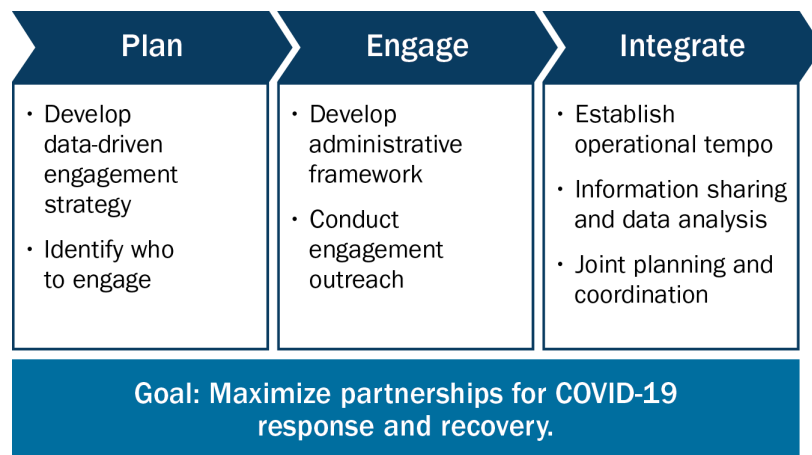 Plan
• Develop
data-driven
engagement
strategy
• Identify who
to engage
Engage
• Develop
administrative
framework
• Conduct
engagement
outreach
Integrate
• Establish
operational tempo
• Information sharing
and data analysis
• Joint planning and
coordination
Goal: Maximize partnerships for COVID-19
response and recovery.